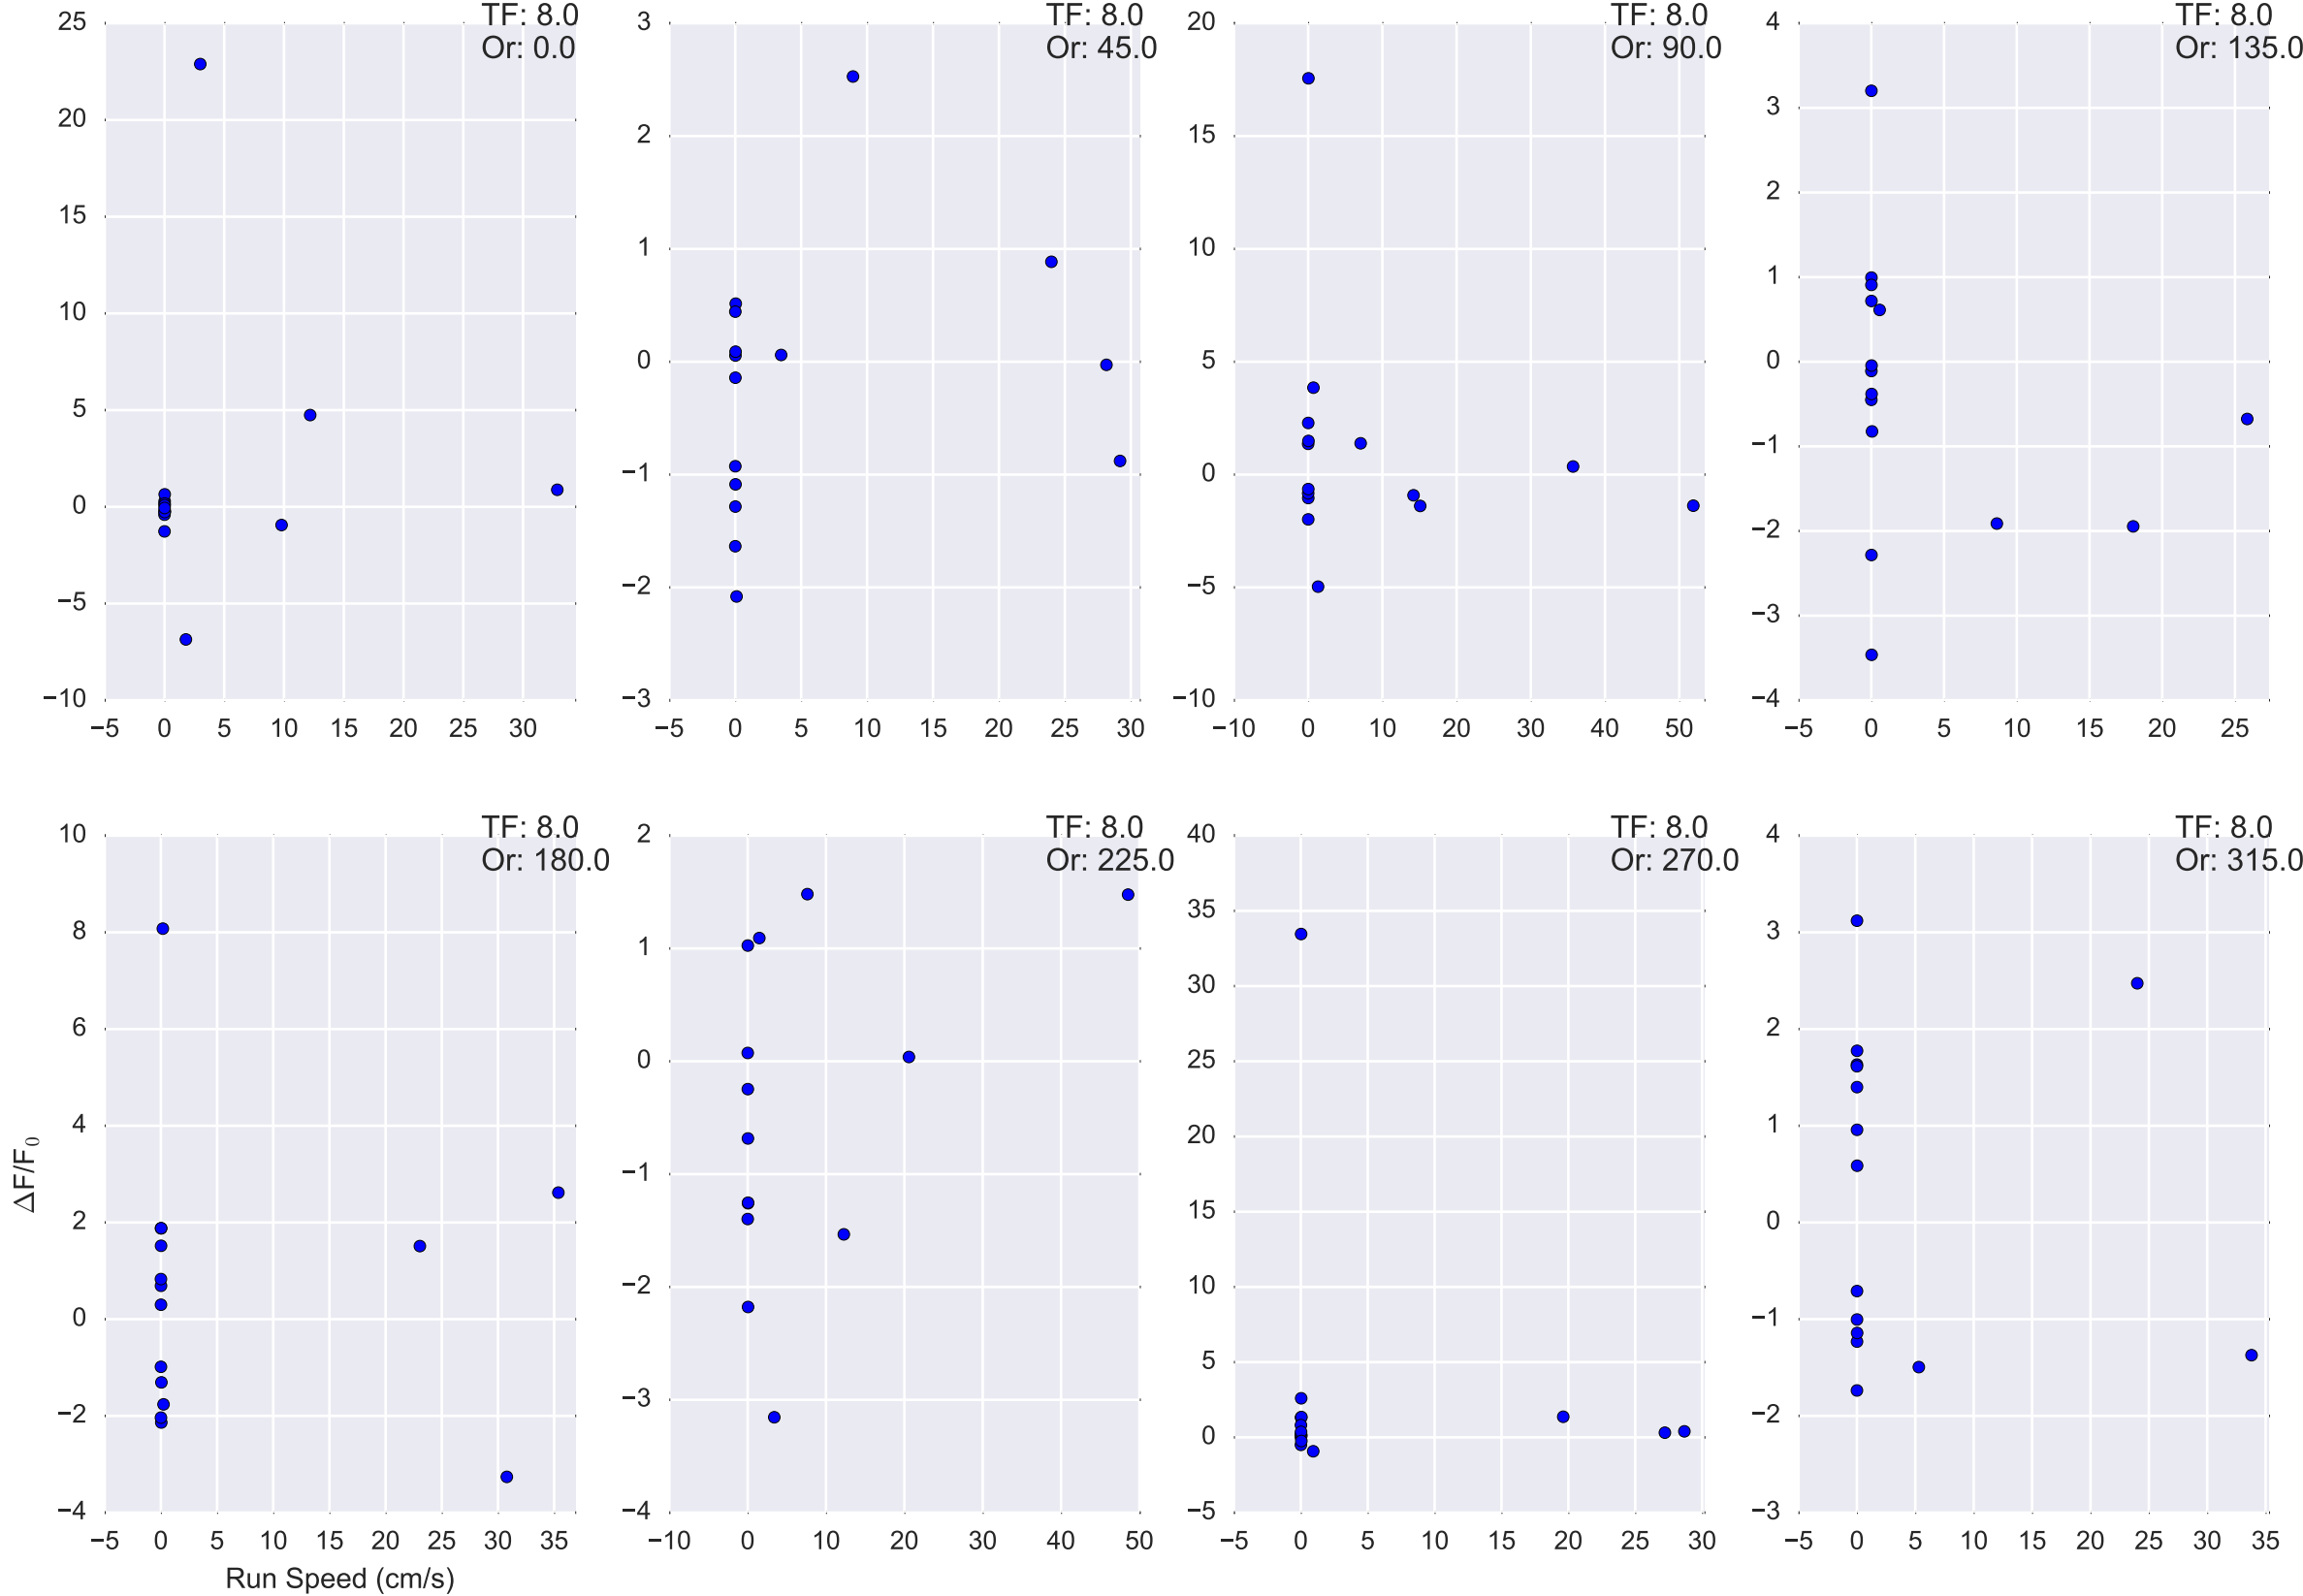 TF: 8.0
Or: 0.0
25
20
15
10
5
0
−5
−10
−5 0 5 10 15 20 25 30
TF: 8.0
Or: 45.0
3
2
1
0
−1
−2
−3
−5 0 5 10 15 20 25 30
TF: 8.0
Or: 90.0
20
15
10
5
0
−5
−10
−10 0 10 20 30 40 50
TF: 8.0
Or: 135.0
4
3
2
1
0
−1
−2
−3
−4
−5 0 5 10 15 20 25
TF: 8.0
Or: 180.0
10
8
6
4
2
0
−2
−4
ΔF/F₀
−5 0 5 10 15 20 25 30 35
Run Speed (cm/s)
TF: 8.0
Or: 225.0
2
1
0
−1
−2
−3
−4
−10 0 10 20 30 40 50
TF: 8.0
Or: 270.0
40
35
30
25
20
15
10
5
0
−5
−5 0 5 10 15 20 25 30
TF: 8.0
Or: 315.0
4
3
2
1
0
−1
−2
−3
−5 0 5 10 15 20 25 30 35